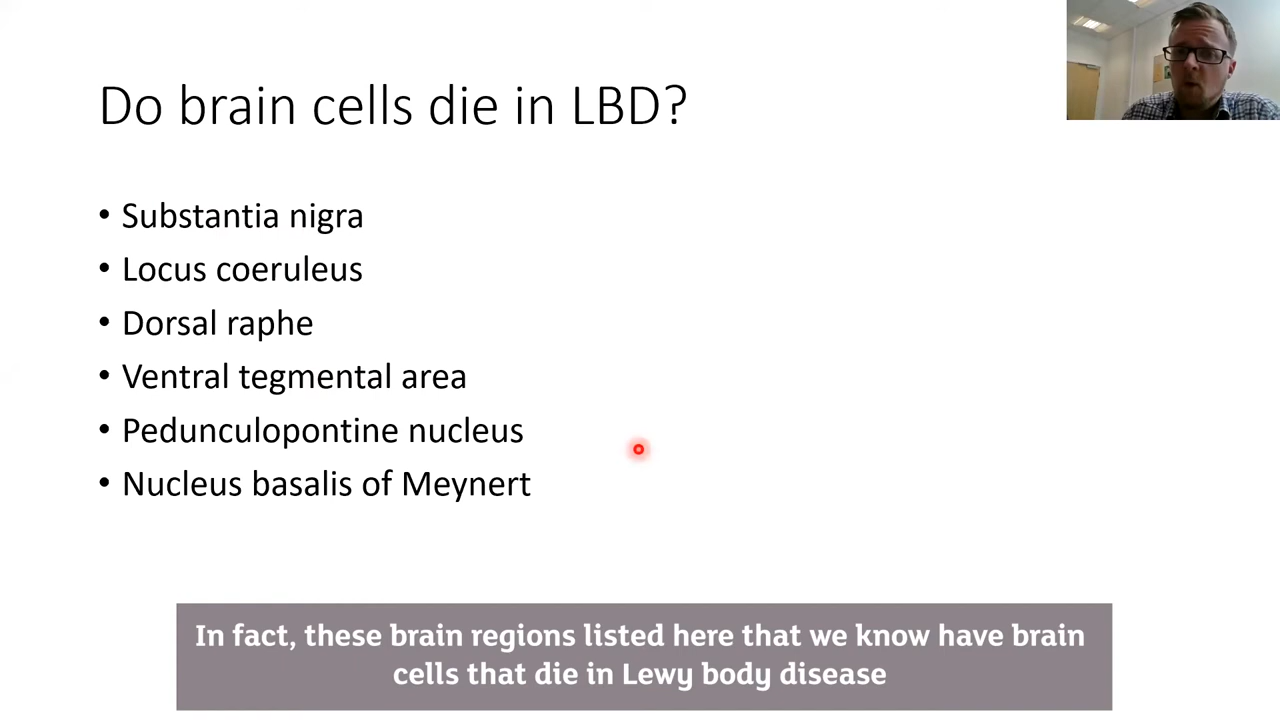 Do brain cells die in LBD?
• Substantia nigra
• Locus coeruleus
• Dorsal raphe
• Ventral tegmental area
• Pedunculopontine nucleus
• Nucleus basalis of Meynert
In fact, these brain regions listed here that we know have brain
cells that die in Lewy body disease